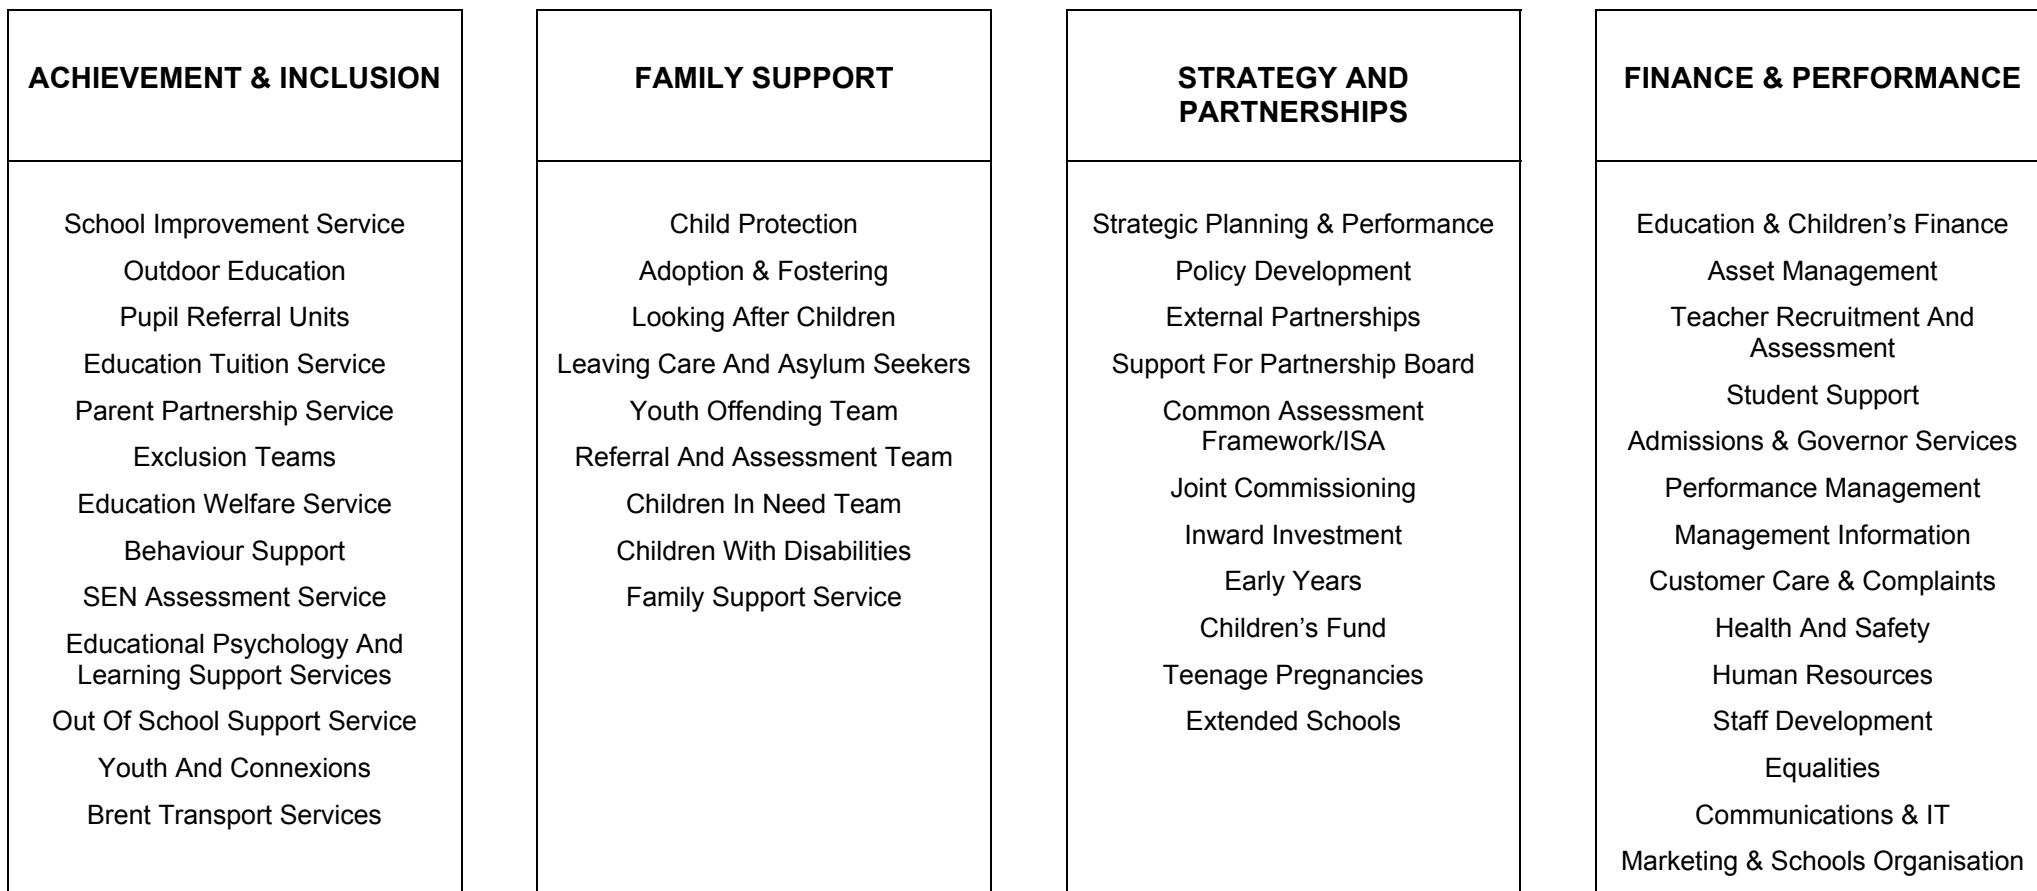 ACHIEVEMENT & INCLUSION
School Improvement Service
Outdoor Education
Pupil Referral Units
Education Tuition Service
Parent Partnership Service
Exclusion Teams
Education Welfare Service
Behaviour Support
SEN Assessment Service
Educational Psychology And
Learning Support Services
Out Of School Support Service
Youth And Connexions
Brent Transport Services
FAMILY SUPPORT
Child Protection
Adoption & Fostering
Looking After Children
Leaving Care And Asylum Seekers
Youth Offending Team
Referral And Assessment Team
Children In Need Team
Children With Disabilities
Family Support Service
STRATEGY AND
PARTNERSHIPS
Strategic Planning & Performance
Policy Development
External Partnerships
Support For Partnership Board
Common Assessment
Framework/ISA
Joint Commissioning
Inward Investment
Early Years
Children’s Fund
Teenage Pregnancies
Extended Schools
FINANCE & PERFORMANCE
Education & Children’s Finance
Asset Management
Teacher Recruitment And
Assessment
Student Support
Admissions & Governor Services
Performance Management
Management Information
Customer Care & Complaints
Health And Safety
Human Resources
Staff Development
Equalities
Communications & IT
Marketing & Schools Organisation